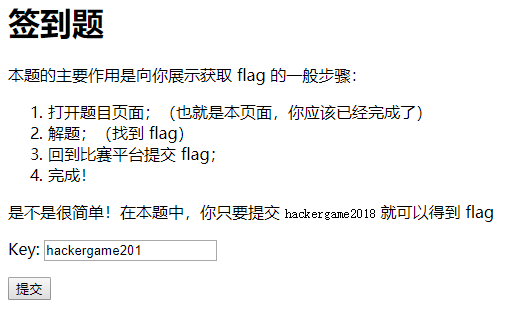 签到题
本题的主要作用是向你展示获取 flag 的一般步骤：
1. 打开题目页面；（也就是本页面，你应该已经完成了）
2. 解题；（找到 flag）
3. 回到比赛平台提交 flag；
4. 完成！
是不是很简单！在本题中，你只要提交 hackergame2018 就可以得到 flag
Key: hackergame201
提交